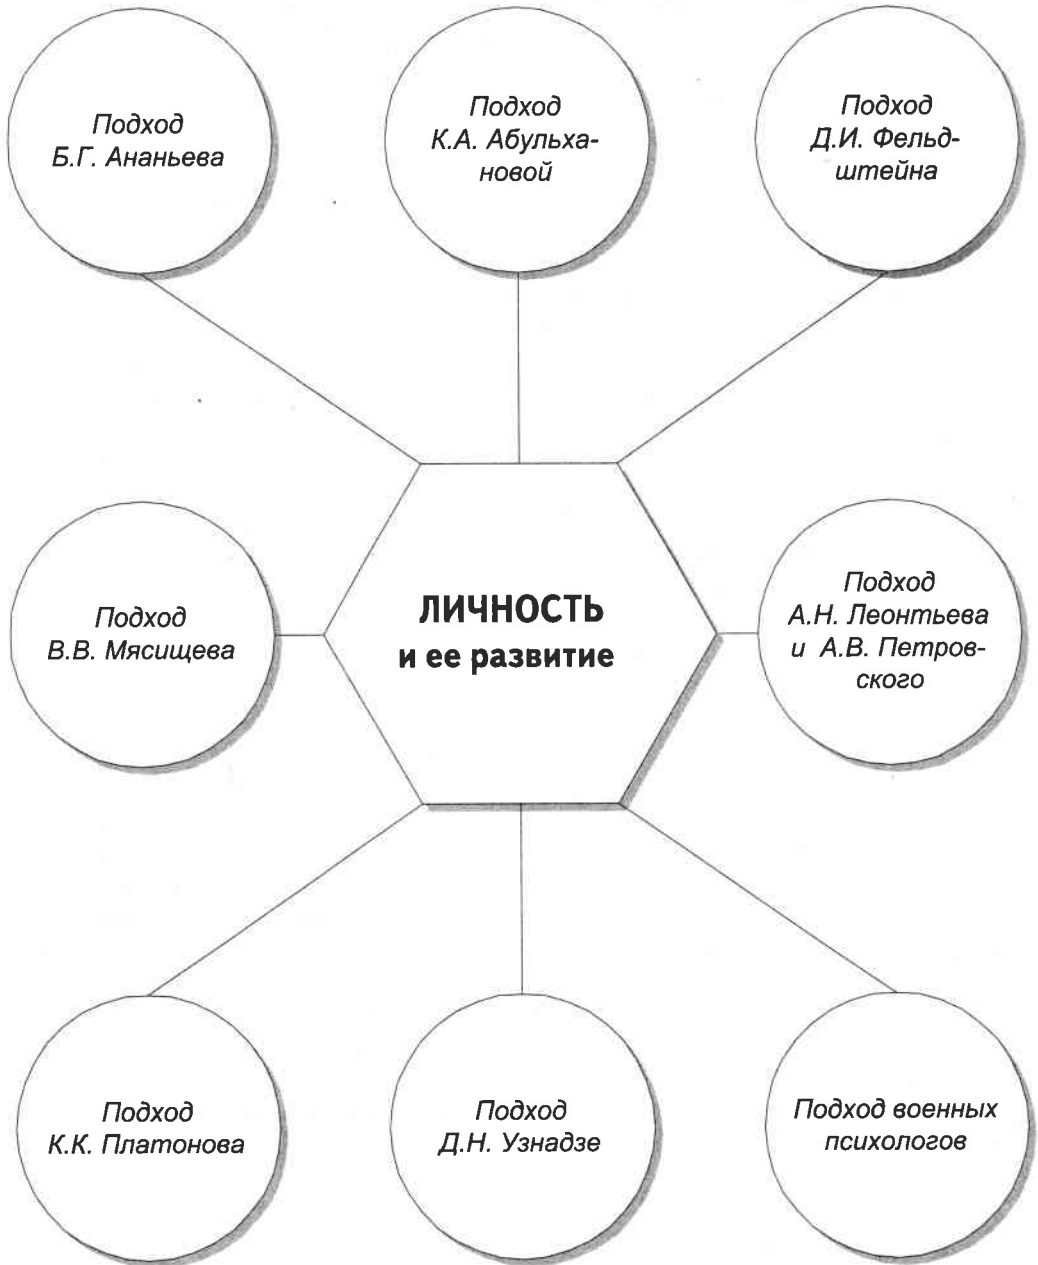 Подход
Б.Г. Ананьева
Подход
К.А. Абульха-
новой
Подход
Д.И. Фельд-
штейна
Подход
В.В. Мясищева
ЛИЧНОСТЬ
и ее развитие
Подход
А.Н. Леонтьева
и А.В. Петров-
ского
Подход
К.К. Платонова
Подход
Д.Н. Узнадзе
Подход военных
психологов